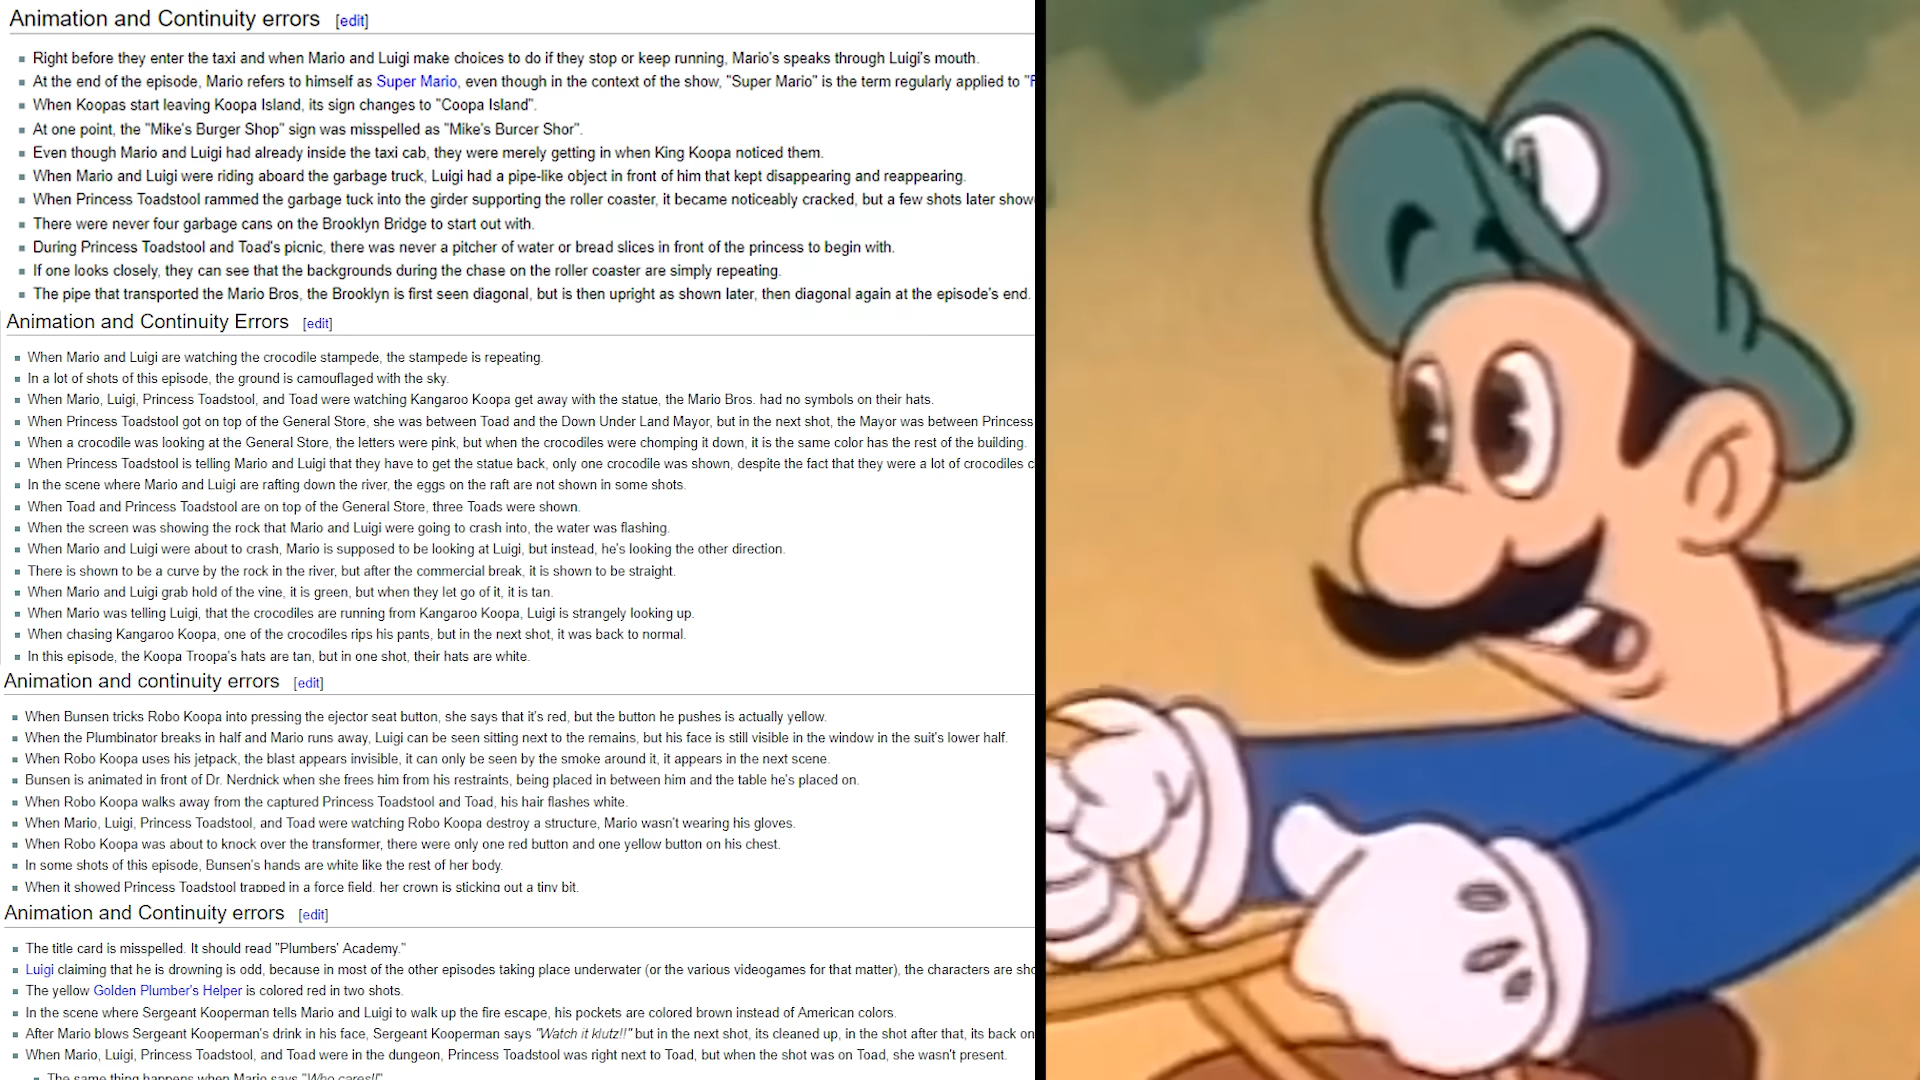 Animation and Continuity errors [edit]
Right before they enter the taxi and when Mario and Luigi make choices to do if they stop or keep running, Mario's speaks through Luigi's mouth.
At the end of the episode, Mario refers to himself as Super Mario, even though in the context of the show, "Super Mario" is the term regularly applied to "F
When Koopas start leaving Koopa Island, its sign changes to "Coopa Island".
At one point, the "Mike's Burger Shop" sign was misspelled as "Mike's Burcer Shor".
Even though Mario and Luigi had already inside the taxi cab, they were merely getting in when King Koopa noticed them.
When Mario and Luigi were riding aboard the garbage truck, Luigi had a pipe-like object in front of him that kept disappearing and reappearing.
When Princess Toadstool rammed the garbage tuck into the girder supporting the roller coaster, it became noticeably cracked, but a few shots later show
There were never four garbage cans on the Brooklyn Bridge to start out with.
During Princess Toadstool and Toad's picnic, there was never a pitcher of water or bread slices in front of the princess to begin with.
If one looks closely, they can see that the backgrounds during the chase on the roller coaster are simply repeating.
The pipe that transported the Mario Bros, the Brooklyn is first seen diagonal, but is then upright as shown later, then diagonal again at the episode's end.
Animation and Continuity Errors [edit]
When Mario and Luigi are watching the crocodile stampede, the stampede is repeating.
In a lot of shots of this episode, the ground is camouflaged with the sky.
When Mario, Luigi, Princess Toadstool, and Toad were watching Kangaroo Koopa get away with the statue, the Mario Bros. had no symbols on their hats.
When Princess Toadstool got on top of the General Store, she was between Toad and the Down Under Land Mayor, but in the next shot, the Mayor was between Princess
When a crocodile was looking at the General Store, the letters were pink, but when the crocodiles were chomping it down, it is the same color has the rest of the building.
When Princess Toadstool is telling Mario and Luigi that they have to get the statue back, only one crocodile was shown, despite the fact that they were a lot of crocodiles c
In the scene where Mario and Luigi are rafting down the river, the eggs on the raft are not shown in some shots.
When Toad and Princess Toadstool are on top of the General Store, three Toads were shown.
When the screen was showing the rock that Mario and Luigi were going to crash into, the water was flashing.
When Mario and Luigi were about to crash, Mario is supposed to be looking at Luigi, but instead, he's looking the other direction.
There is shown to be a curve by the rock in the river, but after the commercial break, it is shown to be straight.
When Mario and Luigi grab hold of the vine, it is green, but when they let go of it, it is tan.
When Mario was telling Luigi, that the crocodiles are running from Kangaroo Koopa, Luigi is strangely looking up.
When chasing Kangaroo Koopa, one of the crocodiles rips his pants, but in the next shot, it was back to normal.
In this episode, the Koopa Troopa's hats are tan, but in one shot, their hats are white.
Animation and continuity errors [edit]
When Bunsen tricks Robo Koopa into pressing the ejector seat button, she says that it's red, but the button he pushes is actually yellow.
When the Plumbinator breaks in half and Mario runs away, Luigi can be seen sitting next to the remains, but his face is still visible in the window in the suit's lower half.
When Robo Koopa uses his jetpack, the blast appears invisible, it can only be seen by the smoke around it, it appears in the next scene.
Bunsen is animated in front of Dr. Nerdnick when she frees him from his restraints, being placed in between him and the table he's placed on.
When Robo Koopa walks away from the captured Princess Toadstool and Toad, his hair flashes white.
When Mario, Luigi, Princess Toadstool, and Toad were watching Robo Koopa destroy a structure, Mario wasn't wearing his gloves.
When Robo Koopa was about to knock over the transformer, there were only one red button and one yellow button on his chest.
In some shots of this episode, Bunsen's hands are white like the rest of her body.
When it showed Princess Toadstool trapped in a force field, her crown is sticking out a tiny bit.
Animation and Continuity errors [edit]
The title card is misspelled. It should read "Plumbers' Academy."
Luigi claiming that he is drowning is odd, because in most of the other episodes taking place underwater (or the various videogames for that matter), the characters are sho
The yellow Golden Plumber's Helper is colored red in two shots.
In the scene where Sergeant Kooperman tells Mario and Luigi to walk up the fire escape, his pockets are colored brown instead of American colors.
After Mario blows Sergeant Kooperman's drink in his face, Sergeant Kooperman says "Watch it klutz!!" but in the next shot, its cleaned up, in the shot after that, its back on
When Mario, Luigi, Princess Toadstool, and Toad were in the dungeon, Princess Toadstool was right next to Toad, but when the shot was on Toad, she wasn't present.
The same thing happens when Mario says "Who cares!!"